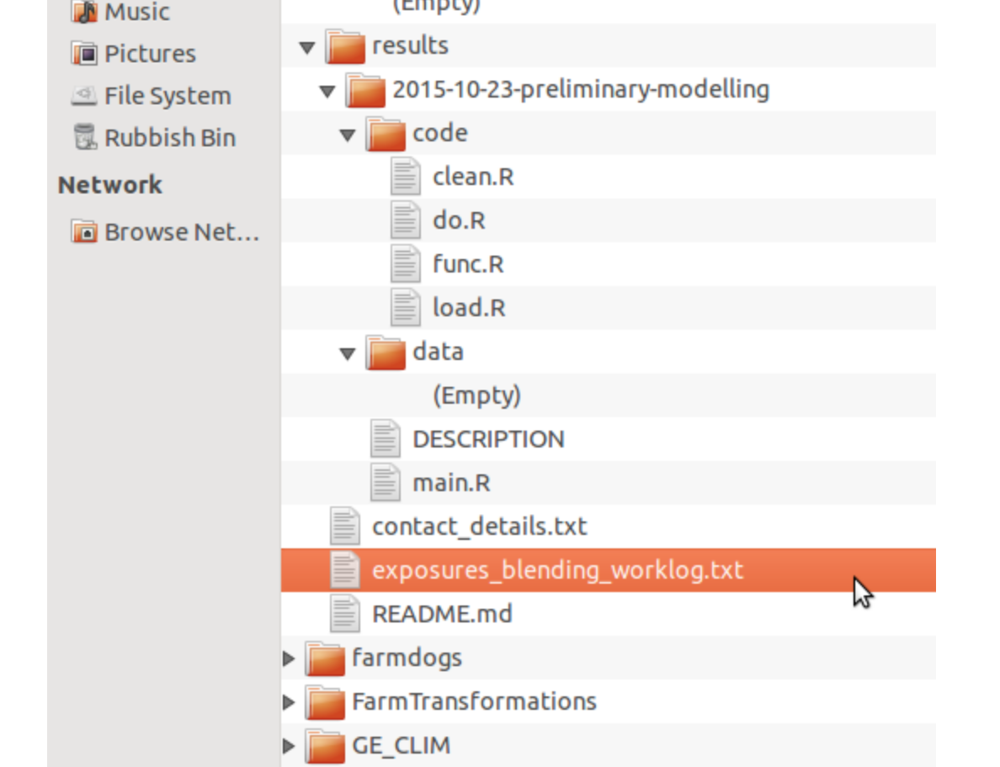 Music
Pictures
File System
Rubbish Bin
Network
Browse Net...
(Empty)
results
2015-10-23-preliminary-modelling
code
clean.R
do.R
func.R
load.R
data
(Empty)
DESCRIPTION
main.R
contact_details.txt
exposures_blending_worklog.txt
README.md
farmdogs
FarmTransformations
GE_CLIM